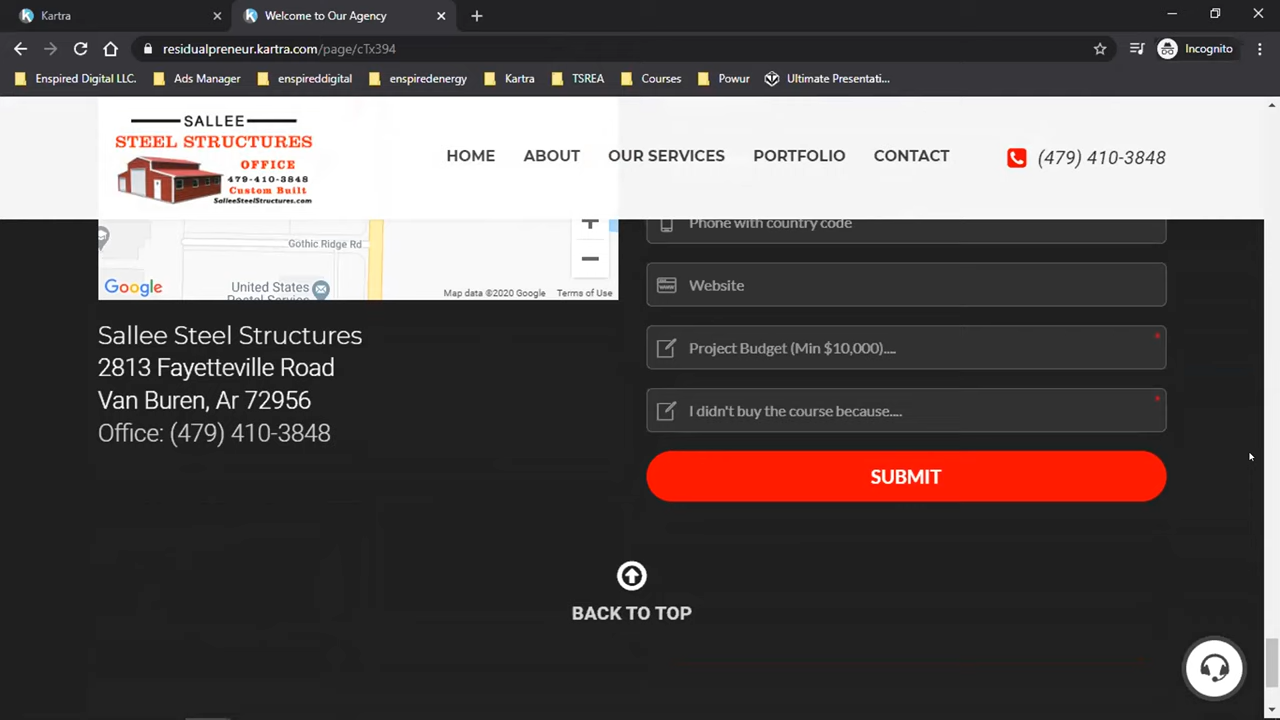 Kartra
Welcome to Our Agency
residualpreneur.kartra.com/page/cTx394
Incognito
Enspired Digital LLC.
Ads Manager
enspireddigital
enspiredenergy
Kartra
TSREA
Courses
Powur
Ultimate Presentati...
SALLEE
STEEL STRUCTURES
OFFICE
479-410-3848
Custom Built
SalleeSteelStructures.com
HOME
ABOUT
OUR SERVICES
PORTFOLIO
CONTACT
(479) 410-3848
Gothic Ridge Rd
United States
Postal Service
Google
Map data ©2020 Google
Terms of Use
Sallee Steel Structures
2813 Fayetteville Road
Van Buren, Ar 72956
Office: (479) 410-3848
Phone with country code
Website
Project Budget (Min $10,000)....
*
I didn't buy the course because....
*
SUBMIT
BACK TO TOP